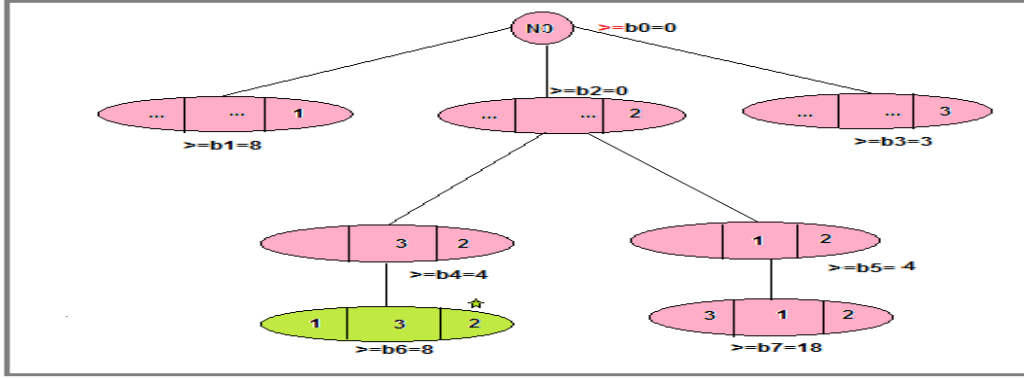 N0 >=b0=0
>=b2=0
... ... 1
... ... 2
... ... 3
>=b1=8
>=b3=3
3 2
1 2
>=b4=4
>=b5= 4
1 3 2
3 1 2
>=b6=8
>=b7=18